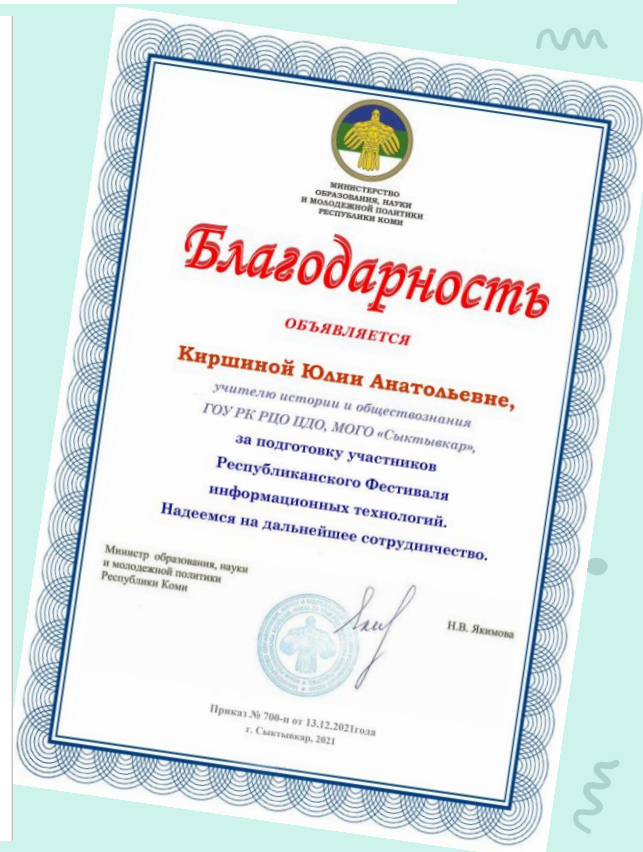 МИНИСТЕРСТВО
ОБРАЗОВАНИЯ, НАУКИ
И МОЛОДЕЖНОЙ ПОЛИТИКИ
РЕСПУБЛИКИ КОМИ
Благодарность
ОБЪЯВЛЯЕТСЯ
Киршиной Юлии Анатольевне,
учителю истории и обществознания
ГОУ РК РЦО ЦДО, МОГО «Сыктывкар»,
за подготовку участников
Республиканского Фестиваля
информационных технологий.
Надеемся на дальнейшее сотрудничество.
Министр образования, науки
и молодежной политики
Республики Коми
Н.В. Якимова
Приказ № 700-п от 13.12.2021года
г. Сыктывкар, 2021